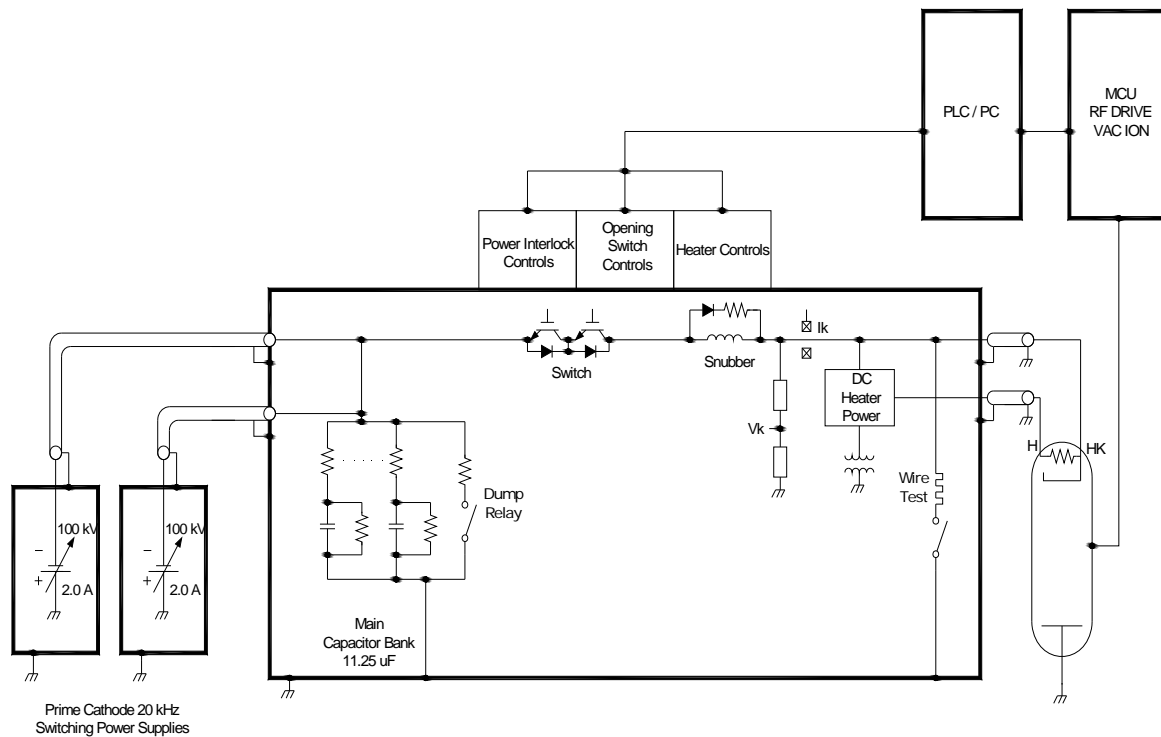 PLC / PC
MCU
RF DRIVE
VAC ION
Power Interlock
Controls
Opening
Switch
Controls
Heater Controls
Ik
Switch
Snubber
DC
Heater
Power
Vk
H
HK
Wire
Test
Dump
Relay
100 kV
−
+
2.0 A
100 kV
−
+
2.0 A
Main
Capacitor Bank
11.25 uF
Prime Cathode 20 kHz
Switching Power Supplies